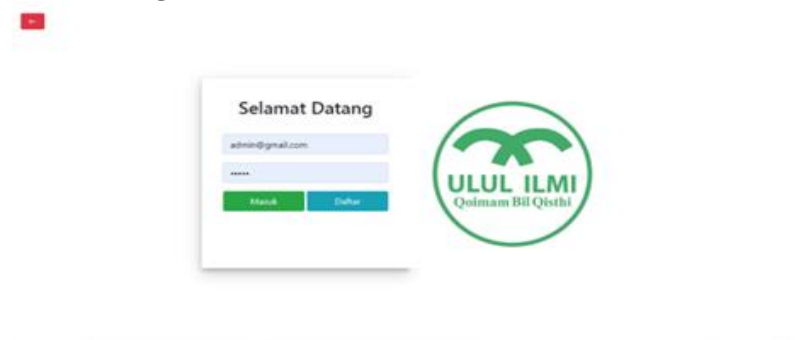 Selamat Datang
admin@gmail.com
•••••
Masuk
Daftar
ULUL ILMI
Qoimam Bil Qisthi